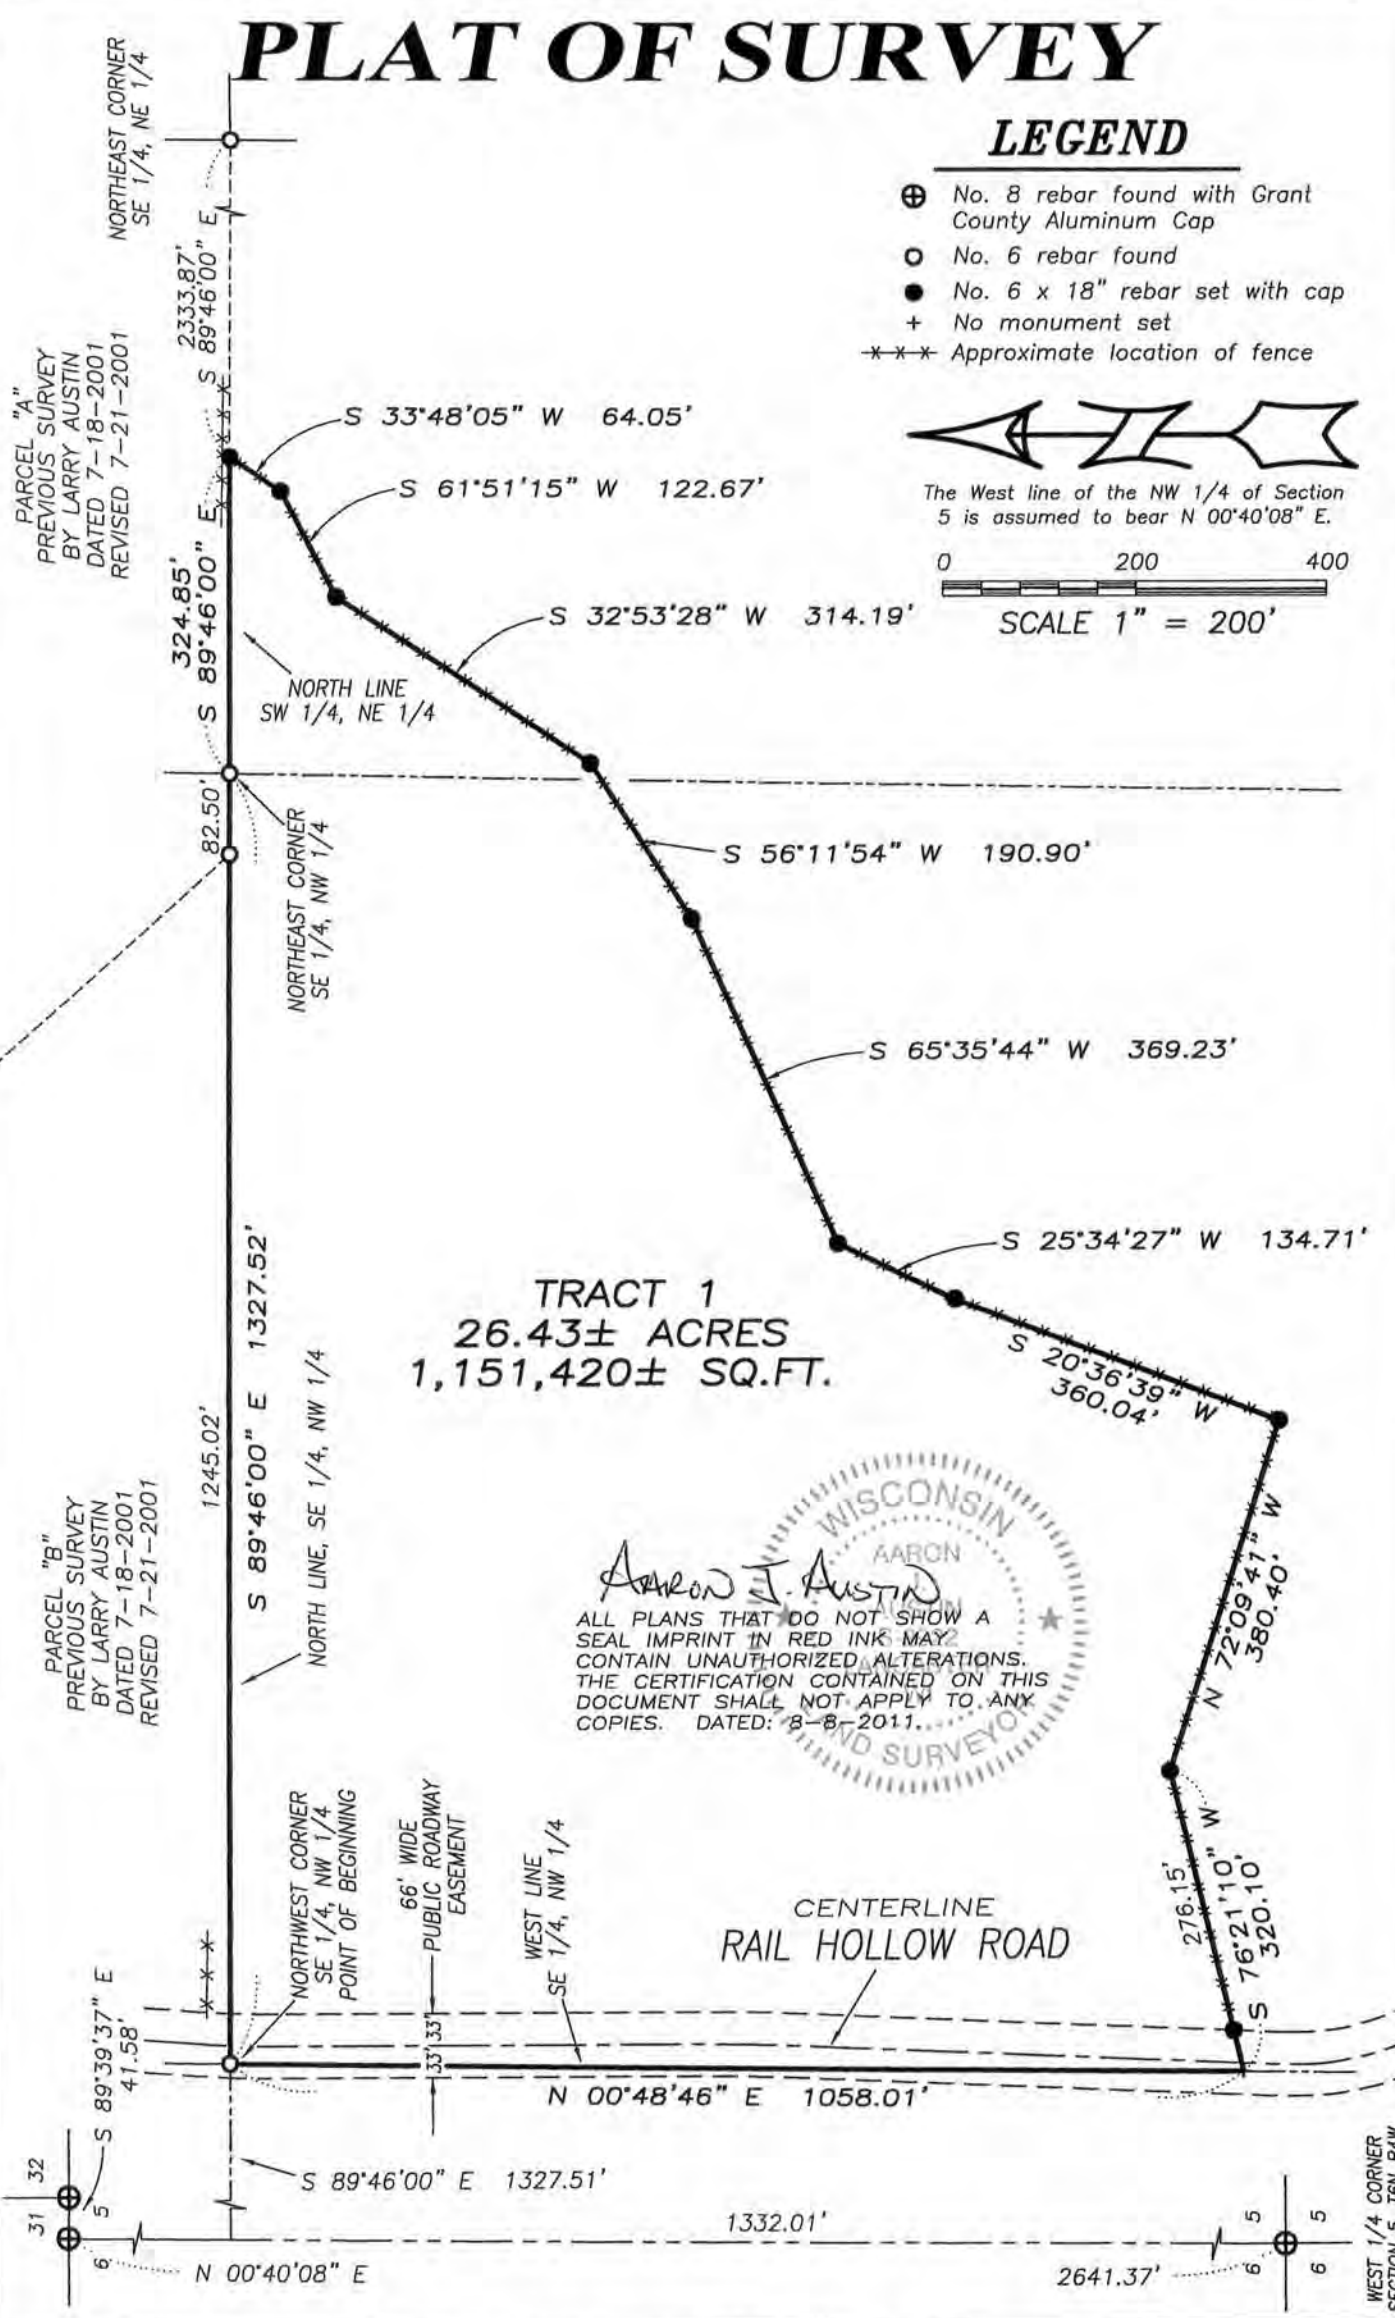 PLAT OF SURVEY
NORTHEAST CORNER
SE 1/4, NE 1/4
LEGEND
No. 8 rebar found with Grant
County Aluminum Cap
No. 6 rebar found
No. 6 x 18" rebar set with cap
+ No monument set
-x-x-x- Approximate location of fence
The West line of the NW 1/4 of Section
5 is assumed to bear N 00°40'08" E.
0 200 400
SCALE 1" = 200'
2333.87'
S 89°46'00" E
PARCEL "A"
PREVIOUS SURVEY
BY LARRY AUSTIN
DATED 7-18-2001
REVISED 7-21-2001
S 33°48'05" W 64.05'
S 61°51'15" W 122.67'
S 32°53'28" W 314.19'
324.85'
S 89°46'00" E
NORTH LINE
SW 1/4, NE 1/4
82.50'
NORTHEAST CORNER
SE 1/4, NW 1/4
S 56°11'54" W 190.90'
S 65°35'44" W 369.23'
S 25°34'27" W 134.71'
S 20°36'39" W
360.04'
TRACT 1
26.43± ACRES
1,151,420± SQ.FT.
S 89°46'00" E 1327.52'
1245.02'
NORTH LINE, SE 1/4, NW 1/4
PARCEL "B"
PREVIOUS SURVEY
BY LARRY AUSTIN
DATED 7-18-2001
REVISED 7-21-2001
WISCONSIN
AARON
J.
AUSTIN
LAND SURVEYOR
AARON J. AUSTIN
ALL PLANS THAT DO NOT SHOW A
SEAL IMPRINT IN RED INK MAY
CONTAIN UNAUTHORIZED ALTERATIONS.
THE CERTIFICATION CONTAINED ON THIS
DOCUMENT SHALL NOT APPLY TO ANY
COPIES. DATED: 8-8-2011.
N 72°09'41" W
380.40'
276.15'
S 76°21'10" W
320.10'
NORTHWEST CORNER
SE 1/4, NW 1/4
POINT OF BEGINNING
66' WIDE
PUBLIC ROADWAY
EASEMENT
33' 33'
WEST LINE
SE 1/4, NW 1/4
CENTERLINE
RAIL HOLLOW ROAD
N 00°48'46" E 1058.01'
S 89°39'37" E
41.58'
S 89°46'00" E 1327.51'
31 32
6 5
N 00°40'08" E
1332.01'
2641.37'
5 5
6 6
WEST 1/4 CORNER
SECTION 5, T6N, R4W